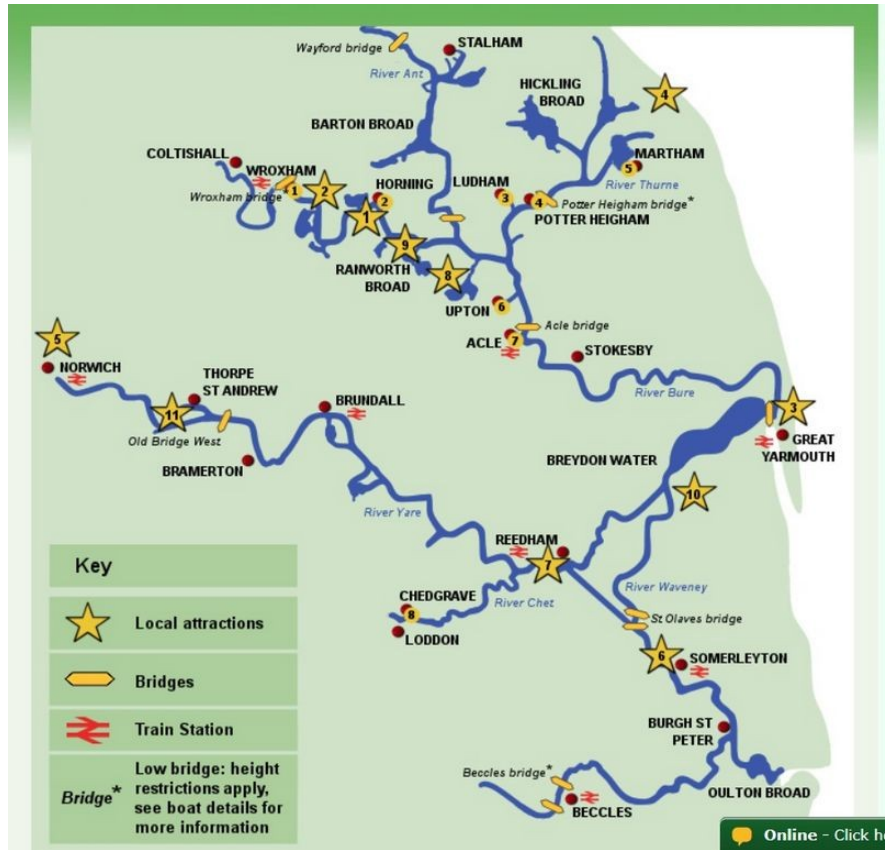 Wayford bridge
STALHAM
River Ant
HICKLING
BROAD
4
BARTON BROAD
COLTISHALL
MARTHAM
5
WROXHAM
Wroxham bridge*
1
2
HORNING
2
LUDHAM
3
4
River Thurne
Potter Heigham bridge*
POTTER HEIGHAM
1
9
RANWORTH
BROAD
8
UPTON
6
Acle bridge
ACLE
7
STOKESBY
5
NORWICH
THORPE
ST ANDREW
11
Old Bridge West
BRUNDALL
River Bure
3
GREAT
YARMOUTH
BRAMERTON
BREYDON WATER
10
River Yare
REEDHAM
7
River Waveney
CHEDGRAVE
8
River Chet
LODDON
St Olaves bridge
6
SOMERLEYTON
BURGH ST
PETER
Beccles bridge*
BECCLES
OULTON BROAD
Key
Local attractions
Bridges
Train Station
Bridge*
Low bridge: height
restrictions apply,
see boat details for
more information
Online - Click he